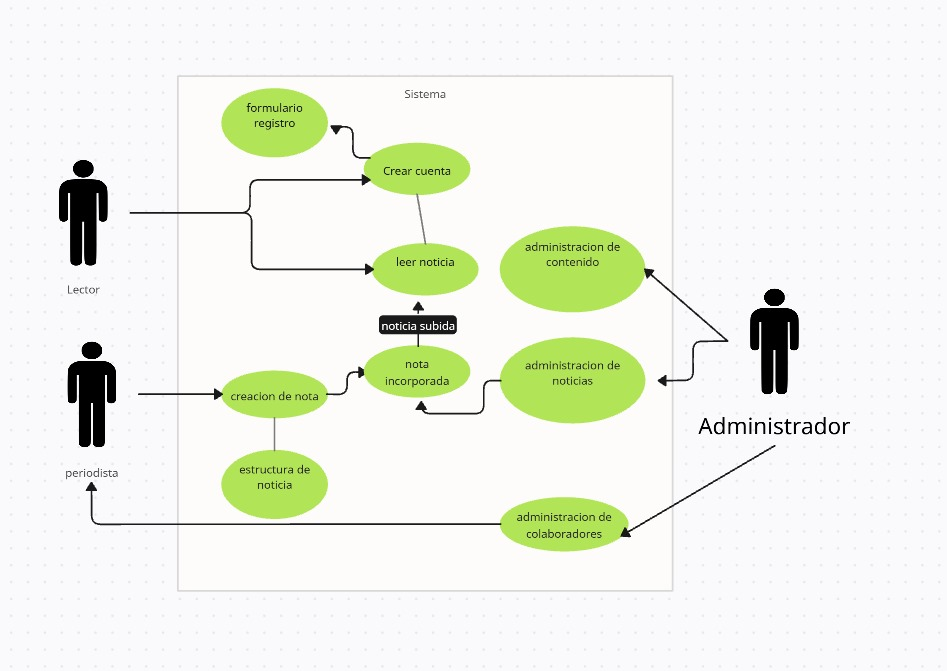 Sistema
formulario
registro
Crear cuenta
leer noticia
administracion de
contenido
Lector
noticia subida
nota
incorporada
administracion de
noticias
creacion de nota
Administrador
periodista
estructura de
noticia
administracion de
colaboradores